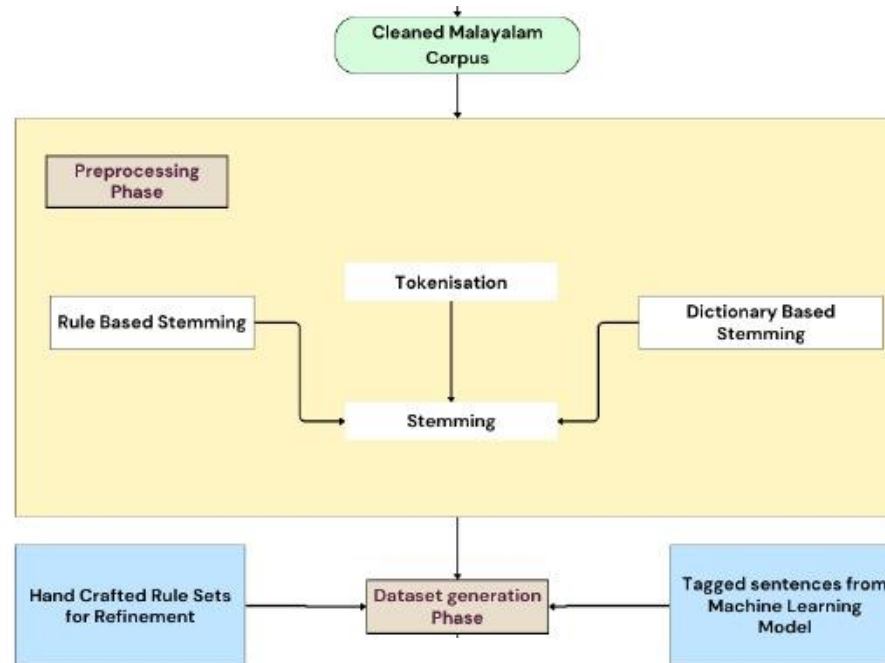 Cleaned Malayalam
Corpus
Preprocessing
Phase
Tokenisation
Rule Based Stemming
Dictionary Based
Stemming
Stemming
Hand Crafted Rule Sets
for Refinement
Dataset generation
Phase
Tagged sentences from
Machine Learning
Model